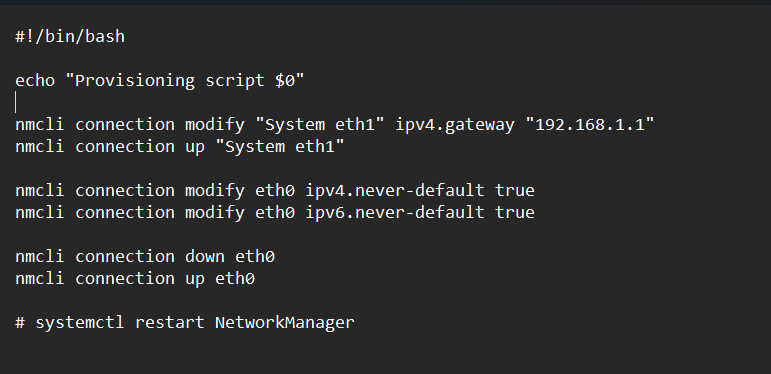 #!/bin/bash
echo "Provisioning script $0"
nmcli connection modify "System eth1" ipv4.gateway "192.168.1.1"
nmcli connection up "System eth1"
nmcli connection modify eth0 ipv4.never-default true
nmcli connection modify eth0 ipv6.never-default true
nmcli connection down eth0
nmcli connection up eth0
# systemctl restart NetworkManager